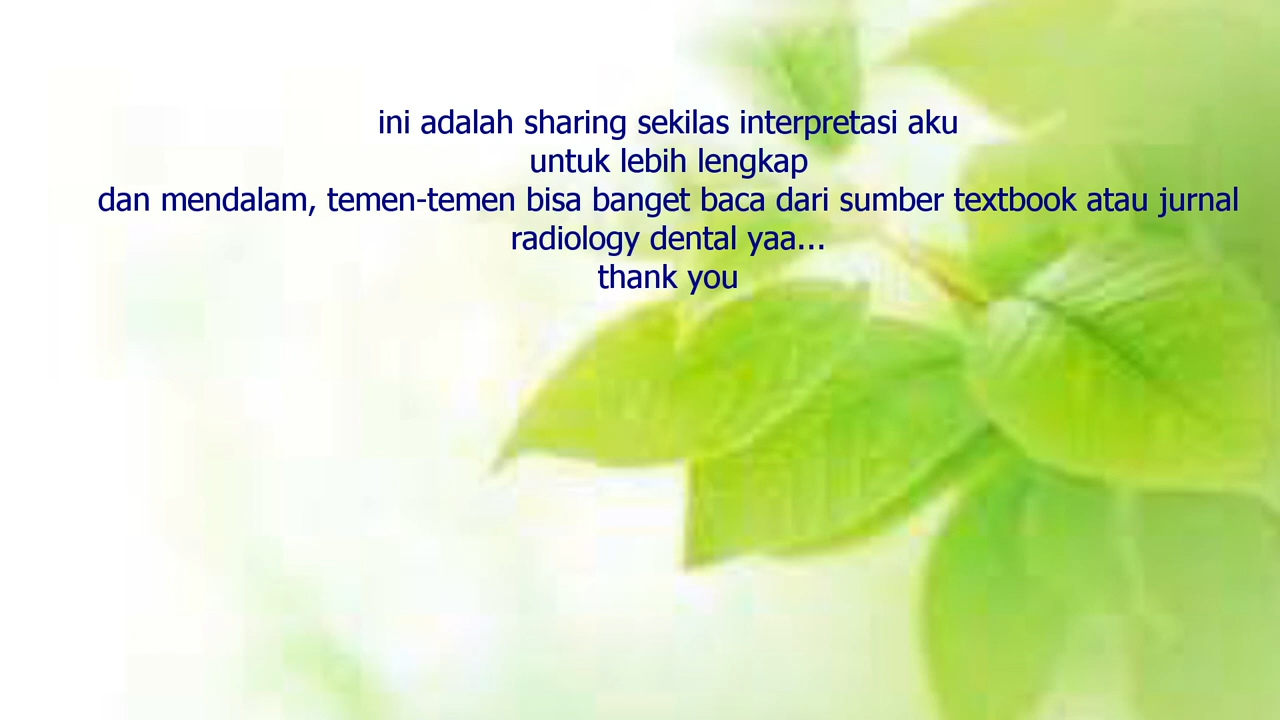 ini adalah sharing sekilas interpretasi aku
untuk lebih lengkap
dan mendalam, temen-temen bisa banget baca dari sumber textbook atau jurnal
radiology dental yaa...
thank you